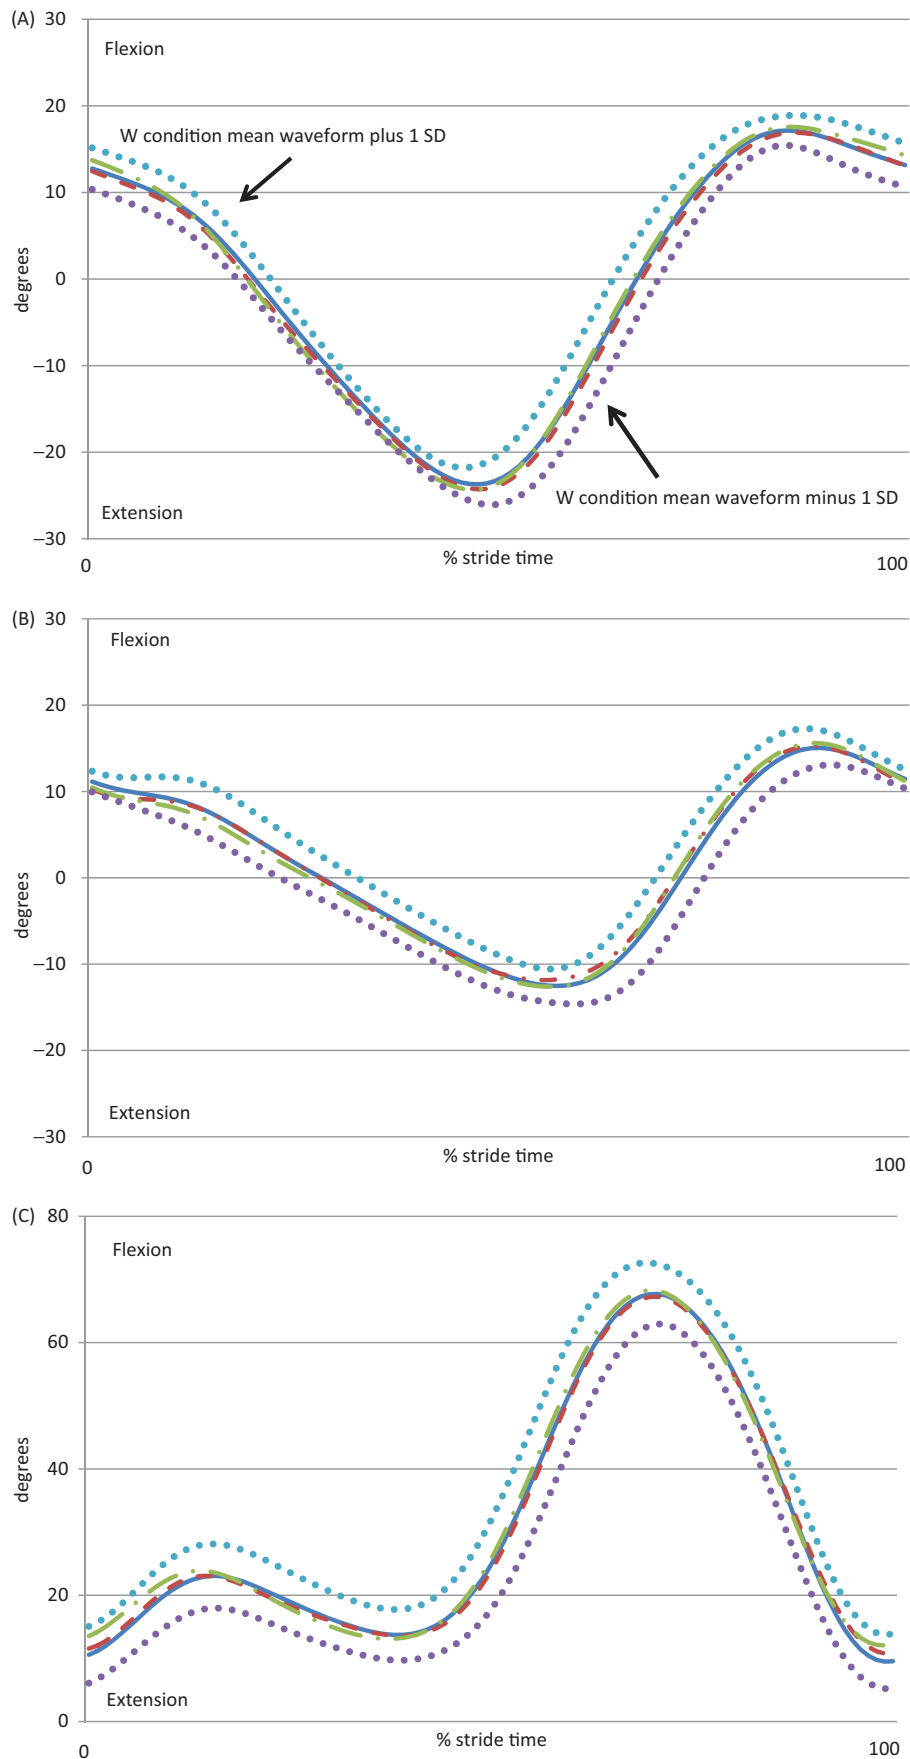 (A) 30
Flexion
20
W condition mean waveform plus 1 SD
10
0
degrees
–10
–20
W condition mean waveform minus 1 SD
Extension
–30
% stride time
0
100
(B) 30
Flexion
20
10
0
degrees
–10
–20
Extension
–30
% stride time
0
100
(C) 80
Flexion
60
40
degrees
20
Extension
0
% stride time
0
100